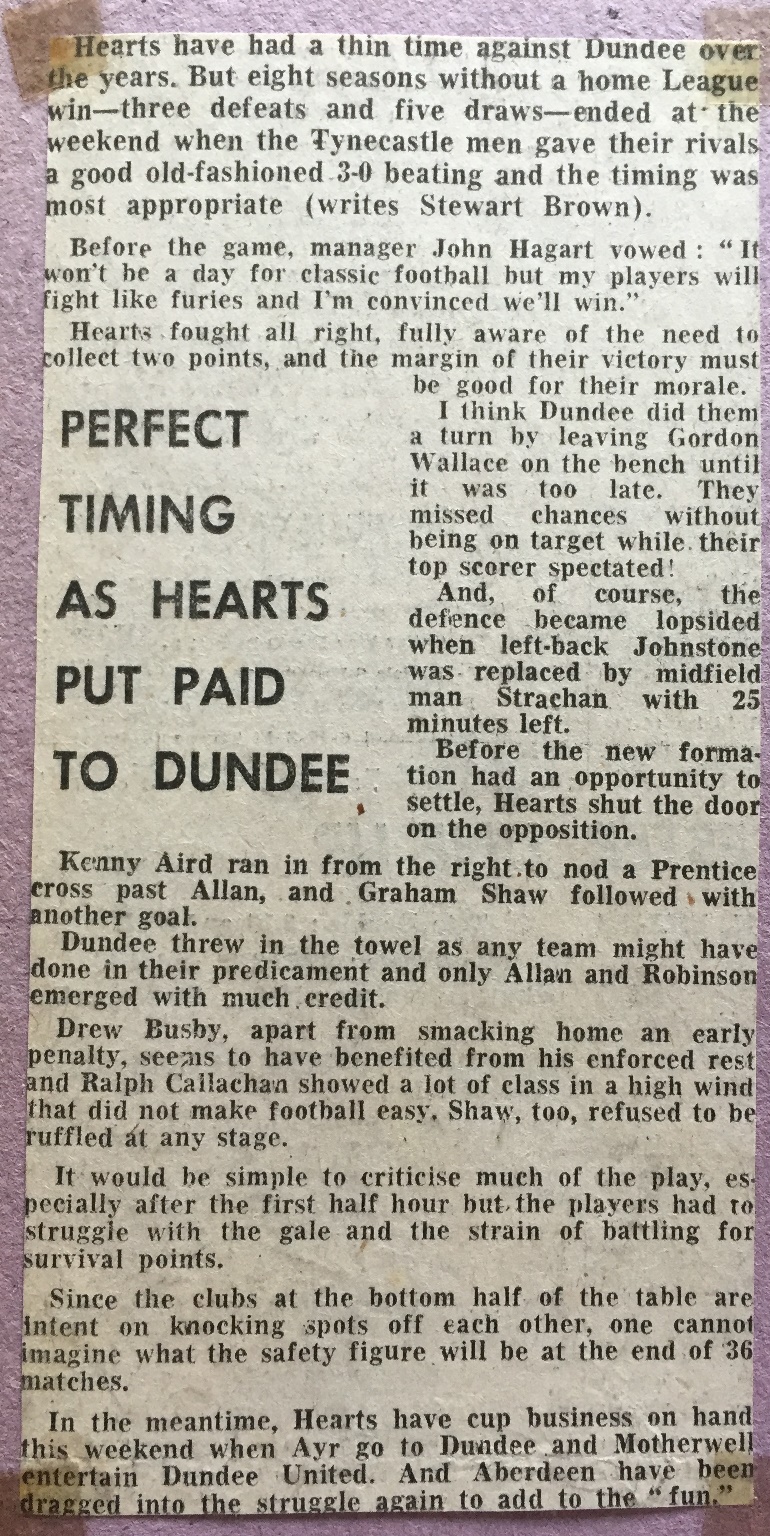 Hearts have had a thin time against Dundee over
the years. But eight seasons without a home League
win—three defeats and five draws—ended at the
weekend when the Tynecastle men gave their rivals
a good old-fashioned 3-0 beating and the timing was
most appropriate (writes Stewart Brown).
Before the game, manager John Hagart vowed : “It
won't be a day for classic football but my players will
fight like furies and I'm convinced we'll win.”
Hearts fought all right, fully aware of the need to
collect two points, and the margin of their victory must
be good for their morale.
PERFECT
TIMING
AS HEARTS
PUT PAID
TO DUNDEE
I think Dundee did them
a turn by leaving Gordon
Wallace on the bench until
it was too late. They
missed chances without
being on target while their
top scorer spectated!
And, of course, the
defence became lopsided
when left-back Johnstone
was replaced by midfield
man Strachan with 25
minutes left.
Before the new forma-
tion had an opportunity to
settle, Hearts shut the door
on the opposition.
Kenny Aird ran in from the right to nod a Prentice
cross past Allan, and Graham Shaw followed with
another goal.
Dundee threw in the towel as any team might have
done in their predicament and only Allan and Robinson
emerged with much credit.
Drew Busby, apart from smacking home an early
penalty, seems to have benefited from his enforced rest
and Ralph Callachan showed a lot of class in a high wind
that did not make football easy. Shaw, too, refused to be
ruffled at any stage.
It would be simple to criticise much of the play, es-
pecially after the first half hour but the players had to
struggle with the gale and the strain of battling for
survival points.
Since the clubs at the bottom half of the table are
intent on knocking spots off each other, one cannot
imagine what the safety figure will be at the end of 36
matches.
In the meantime, Hearts have cup business on hand
this weekend when Ayr go to Dundee and Motherwell
entertain Dundee United. And Aberdeen have been
dragged into the struggle again to add to the “fun.”